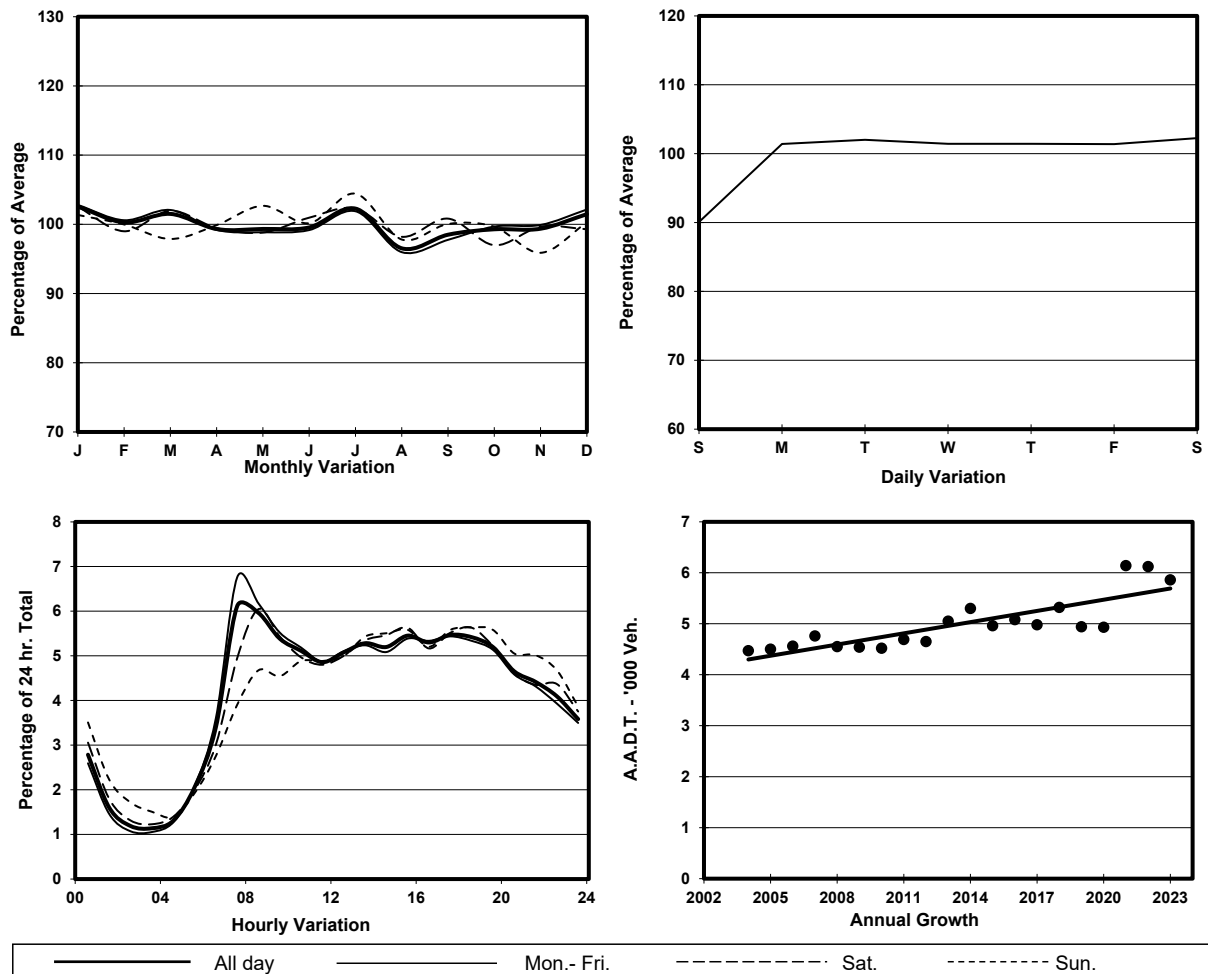 130
120
110
100
90
80
70
Percentage of Average
J F M A M J J A S O N D
Monthly Variation
120
110
100
90
80
70
60
Percentage of Average
S M T W T F S
Daily Variation
8
7
6
5
4
3
2
1
0
Percentage of 24 hr. Total
00 04 08 12 16 20 24
Hourly Variation
7
6
5
4
3
2
1
0
A.A.D.T. - '000 Veh.
2002 2005 2008 2011 2014 2017 2020 2023
Annual Growth
All day Mon.- Fri. Sat. Sun.